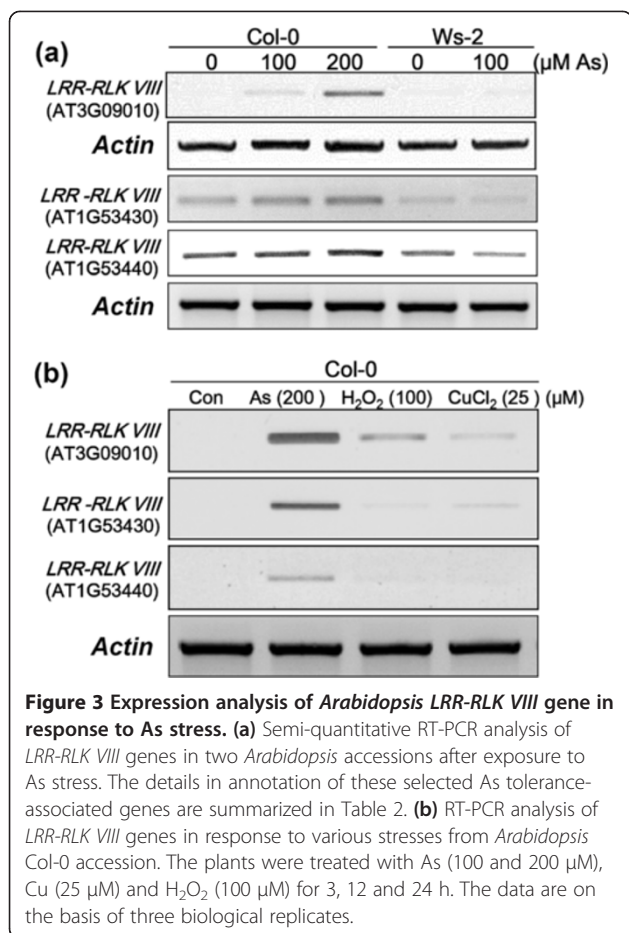 (a) Col-0 Ws-2
0 100 200 0 100 (μM As)
LRR-RLK VIII
(AT3G09010)
Actin
LRR -RLK VIII
(AT1G53430)
LRR-RLK VIII
(AT1G53440)
Actin
(b) Col-0
Con As (200 ) H₂O₂ (100) CuCl₂ (25 ) (μM)
LRR-RLK VIII
(AT3G09010)
LRR -RLK VIII
(AT1G53430)
LRR-RLK VIII
(AT1G53440)
Actin
Figure 3 Expression analysis of Arabidopsis LRR-RLK VIII gene in
response to As stress. (a) Semi-quantitative RT-PCR analysis of
LRR-RLK VIII genes in two Arabidopsis accessions after exposure to
As stress. The details in annotation of these selected As tolerance-
associated genes are summarized in Table 2. (b) RT-PCR analysis of
LRR-RLK VIII genes in response to various stresses from Arabidopsis
Col-0 accession. The plants were treated with As (100 and 200 μM),
Cu (25 μM) and H₂O₂ (100 μM) for 3, 12 and 24 h. The data are on
the basis of three biological replicates.